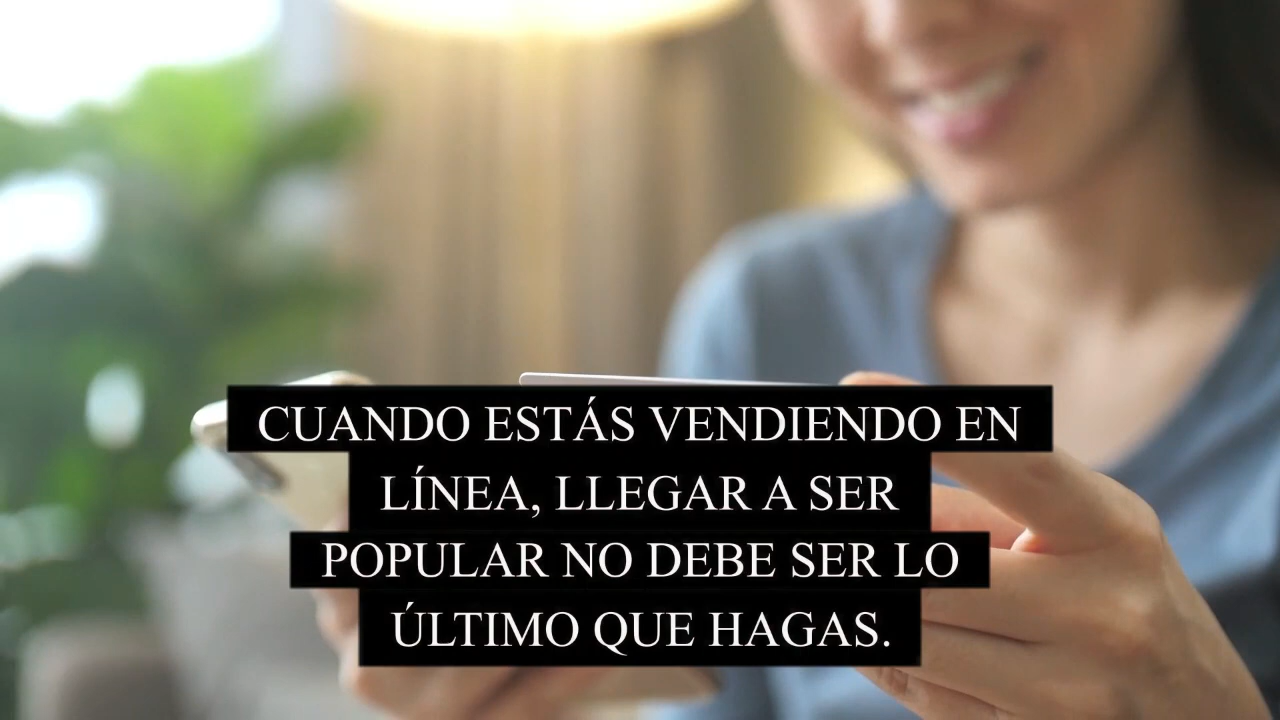 CUANDO ESTÁS VENDIENDO EN
LÍNEA, LLEGAR A SER
POPULAR NO DEBE SER LO
ÚLTIMO QUE HAGAS.